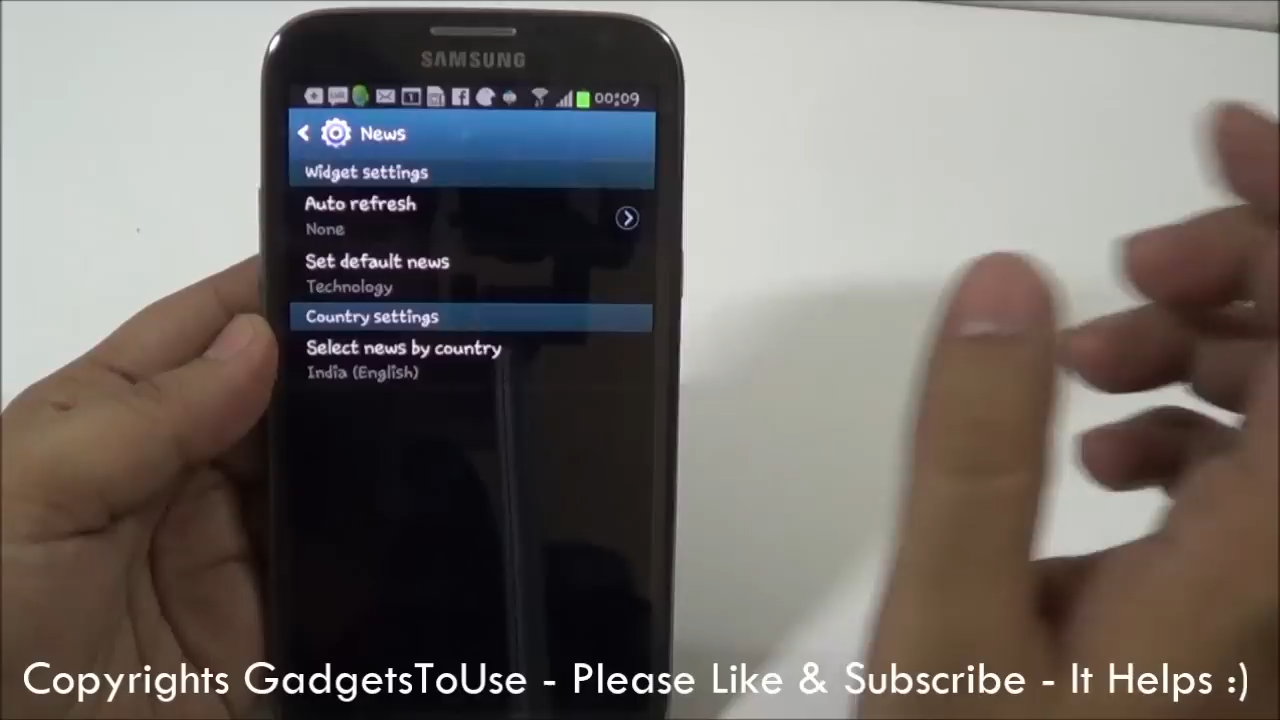 SAMSUNG
00:09
News
Widget settings
Auto refresh
None
Set default news
Technology
Country settings
Select news by country
India (English)
Copyrights GadgetsToUse - Please Like & Subscribe - It Helps :)